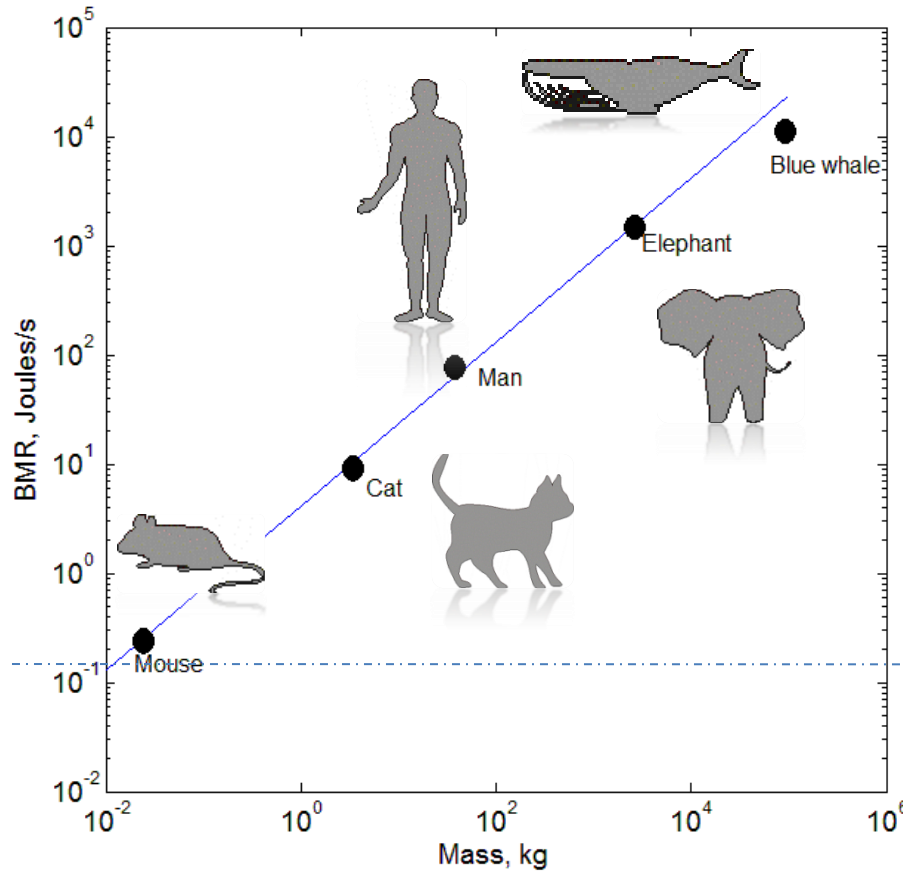 10^5
10^4
Blue whale
10^3
Elephant
10^2
Man
BMR, Joules/s
10^1
Cat
10^0
Mouse
10^-1
10^-2
10^-2 10^0 10^2 10^4 10^6
Mass, kg